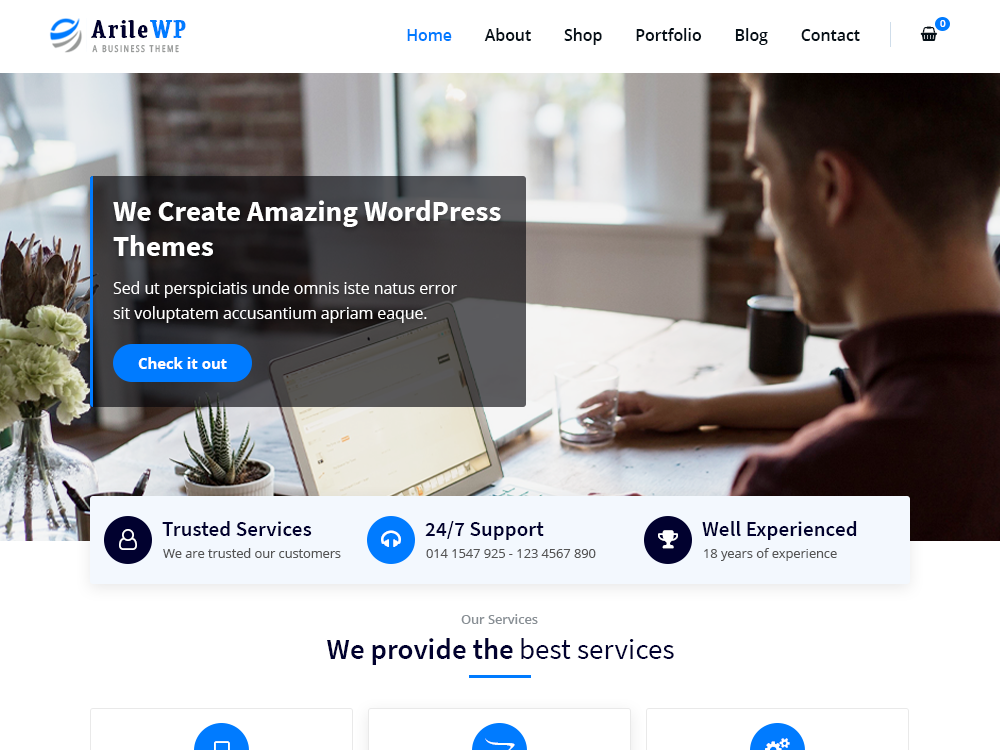 ArileWP
A BUSINESS THEME
Home About Shop Portfolio Blog Contact
0
We Create Amazing WordPress
Themes
Sed ut perspiciatis unde omnis iste natus error
sit voluptatem accusantium apriam eaque.
Check it out
Trusted Services
We are trusted our customers
24/7 Support
014 1547 925 - 123 4567 890
Well Experienced
18 years of experience
Our Services
We provide the best services